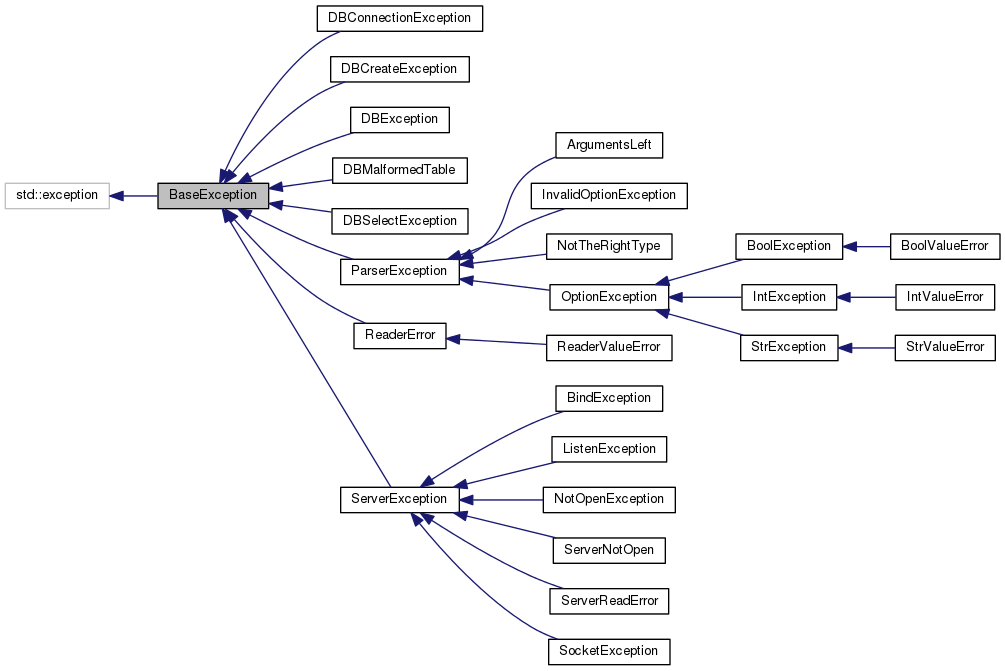 DBConnectionException
DBCreateException
DBException
DBMalformedTable
DBSelectException
std::exception
BaseException
ParserException
ArgumentsLeft
InvalidOptionException
NotTheRightType
OptionException
BoolException
BoolValueError
IntException
IntValueError
StrException
StrValueError
ReaderError
ReaderValueError
ServerException
BindException
ListenException
NotOpenException
ServerNotOpen
ServerReadError
SocketException